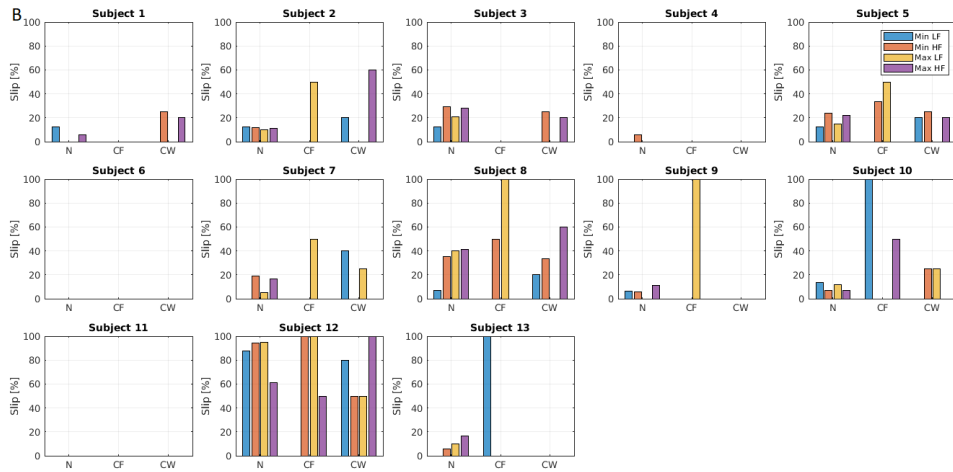 B
Subject 1
Subject 2
Subject 3
Subject 4
Subject 5
Slip [%]
100
80
60
40
20
0
N
CF
CW
Slip [%]
100
80
60
40
20
0
N
CF
CW
Slip [%]
100
80
60
40
20
0
N
CF
CW
Slip [%]
100
80
60
40
20
0
N
CF
CW
Slip [%]
100
80
60
40
20
0
N
CF
CW
Min LF
Min HF
Max LF
Max HF
Subject 6
Subject 7
Subject 8
Subject 9
Subject 10
Slip [%]
100
80
60
40
20
0
N
CF
CW
Slip [%]
100
80
60
40
20
0
N
CF
CW
Slip [%]
100
80
60
40
20
0
N
CF
CW
Slip [%]
100
80
60
40
20
0
N
CF
CW
Slip [%]
100
80
60
40
20
0
N
CF
CW
Subject 11
Subject 12
Subject 13
Slip [%]
100
80
60
40
20
0
N
CF
CW
Slip [%]
100
80
60
40
20
0
N
CF
CW
Slip [%]
100
80
60
40
20
0
N
CF
CW